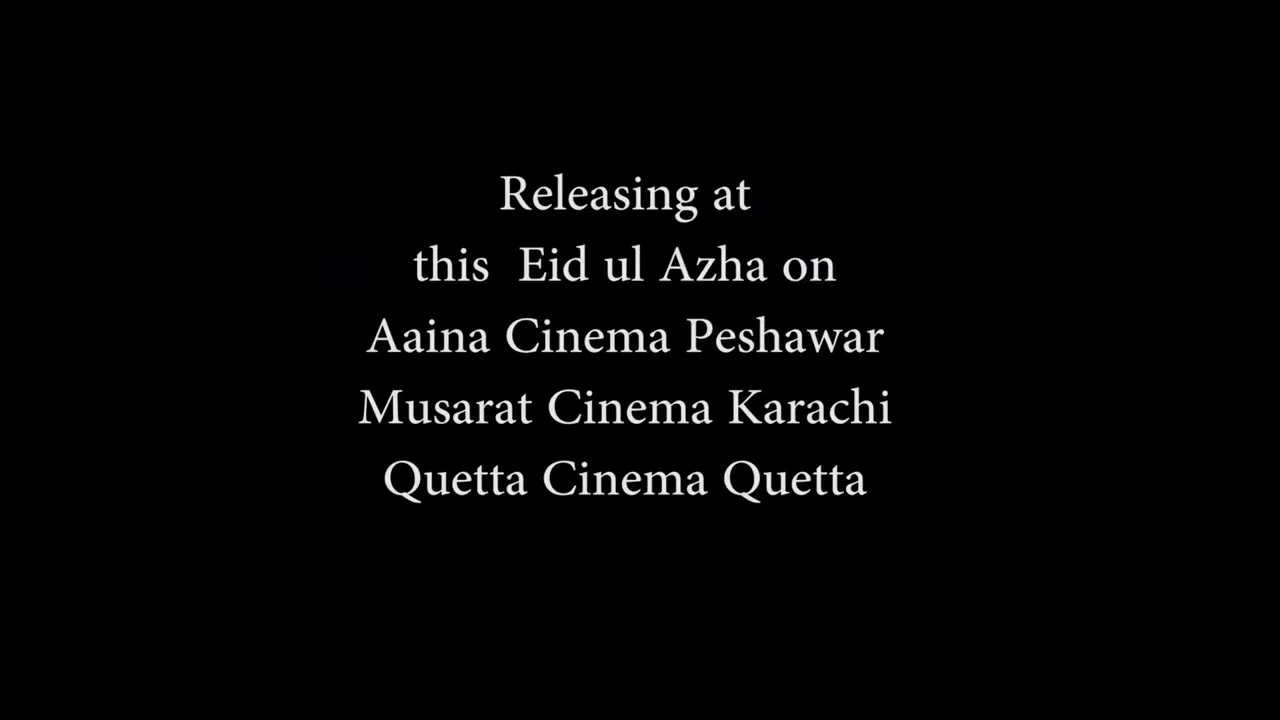 Releasing at
this  Eid ul Azha on
Aaina Cinema Peshawar
Musarat Cinema Karachi
Quetta Cinema Quetta